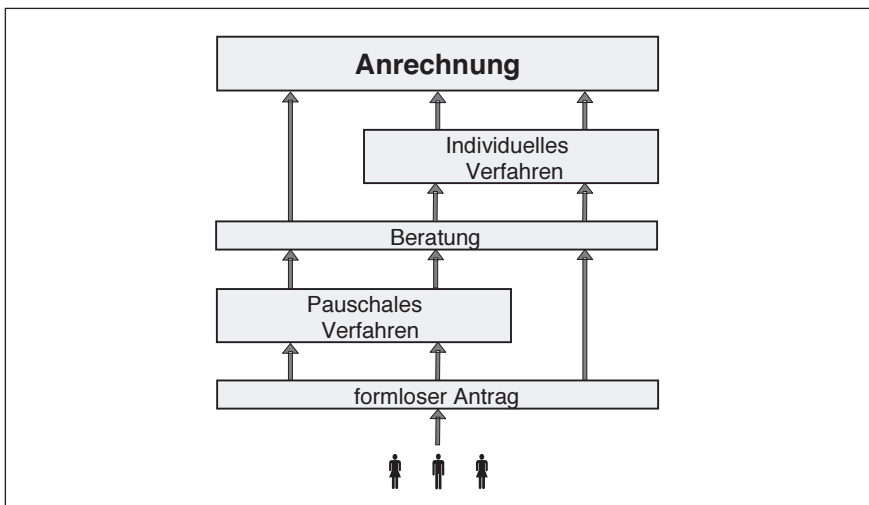 Anrechnung
Individuelles
Verfahren
Beratung
Pauschales
Verfahren
formloser Antrag